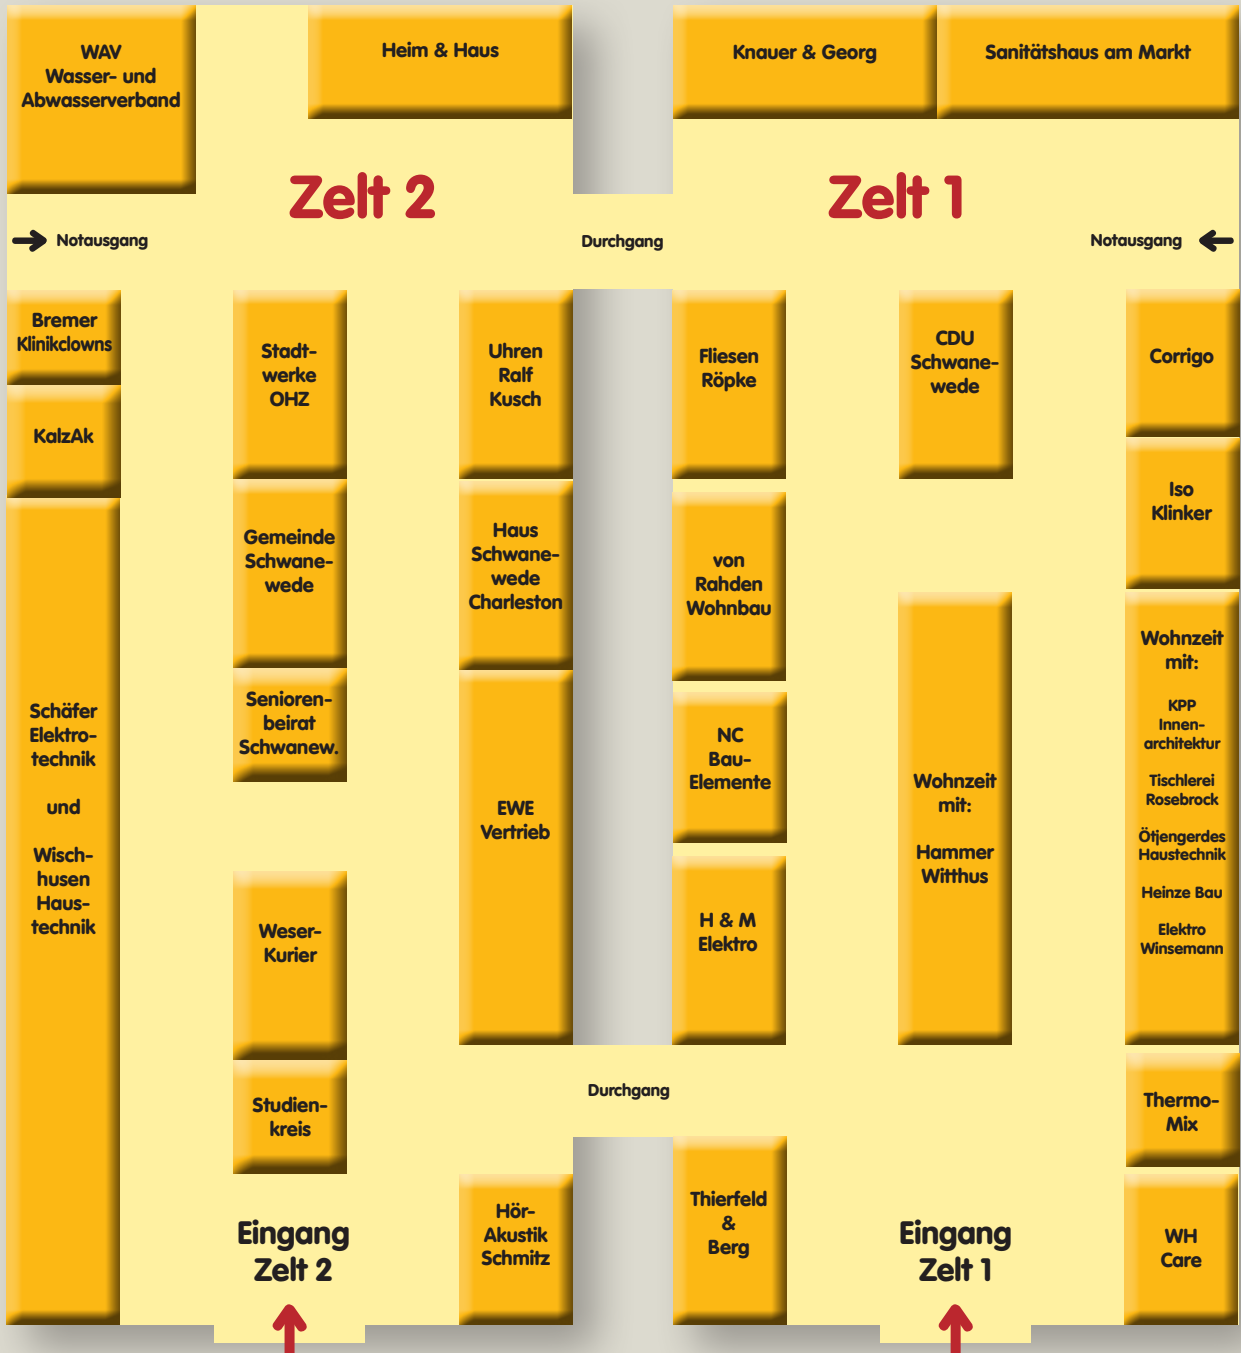 WAV
Wasser- und
Abwasserverband
Heim & Haus
Knauer & Georg
Sanitätshaus am Markt
Zelt 2
Zelt 1
Notausgang
Durchgang
Notausgang
Bremer
Klinikclowns
KalzAk
Schäfer
Elektro-
technik
und
Wisch-
husen
Haus-
technik
Stadt-
werke
OHZ
Gemeinde
Schwane-
wede
Senioren-
beirat
Schwanew.
Weser-
Kurier
Studien-
kreis
Uhren
Ralf
Kusch
Haus
Schwane-
wede
Charleston
EWE
Vertrieb
Hör-
Akustik
Schmitz
Fliesen
Röpke
von
Rahden
Wohnbau
NC
Bau-
Elemente
H & M
Elektro
Durchgang
Thierfeld
&
Berg
CDU
Schwane-
wede
Wohnzeit
mit:
Hammer
Witthus
Corrigo
Iso
Klinker
Wohnzeit
mit:
KPP
Innen-
architektur
Tischlerei
Rosebrock
Ötjengerdes
Haustechnik
Heinze Bau
Elektro
Winsemann
Thermo-
Mix
WH
Care
Eingang
Zelt 2
Eingang
Zelt 1